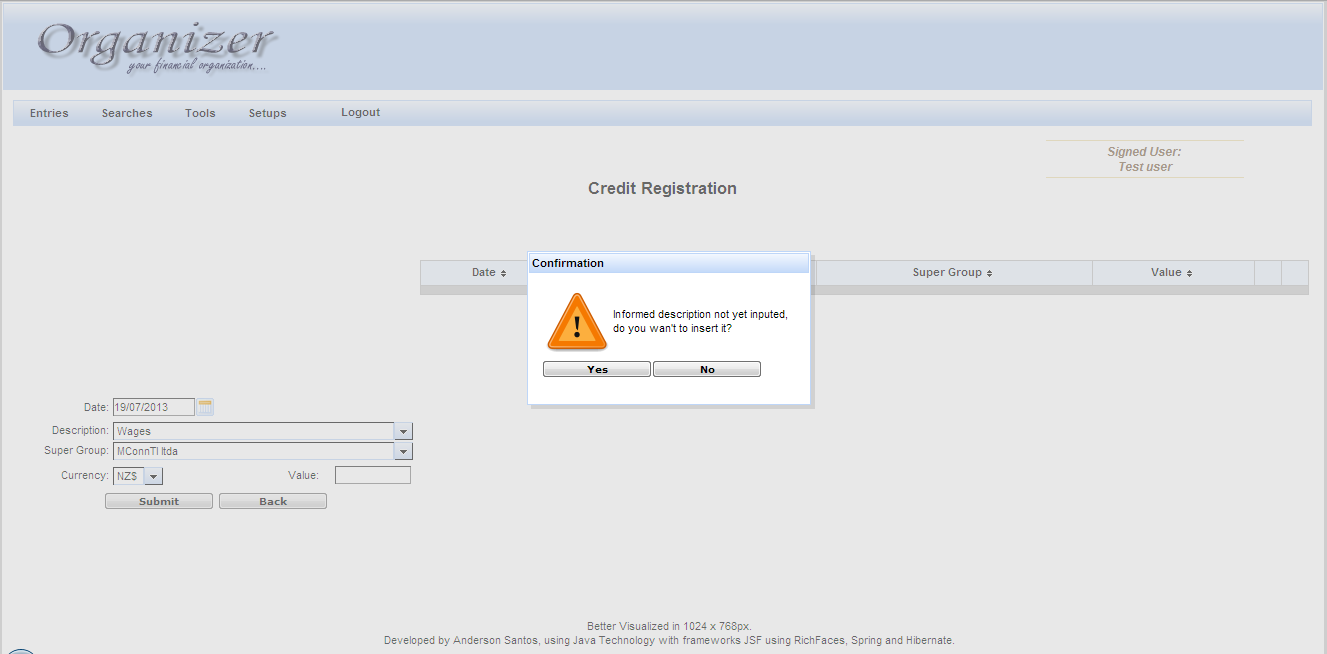 Organizer
your financial organization....
Entries Searches Tools Setups Logout
Signed User:
Test user
Credit Registration
Date Super Group Value
Confirmation
Informed description not yet inputed,
do you wan't to insert it?
Yes No
Date: 19/07/2013
Description: Wages
Super Group: MConnTI ltda
Currency: NZ$ Value:
Submit Back
Better Visualized in 1024 x 768px.
Developed by Anderson Santos, using Java Technology with frameworks JSF using RichFaces, Spring and Hibernate.